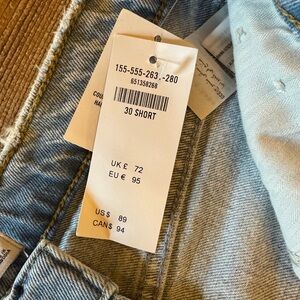 155-555-263.-280
651358268
30 SHORT
UK £ 72
EU € 95
US $ 89
CAN $ 94